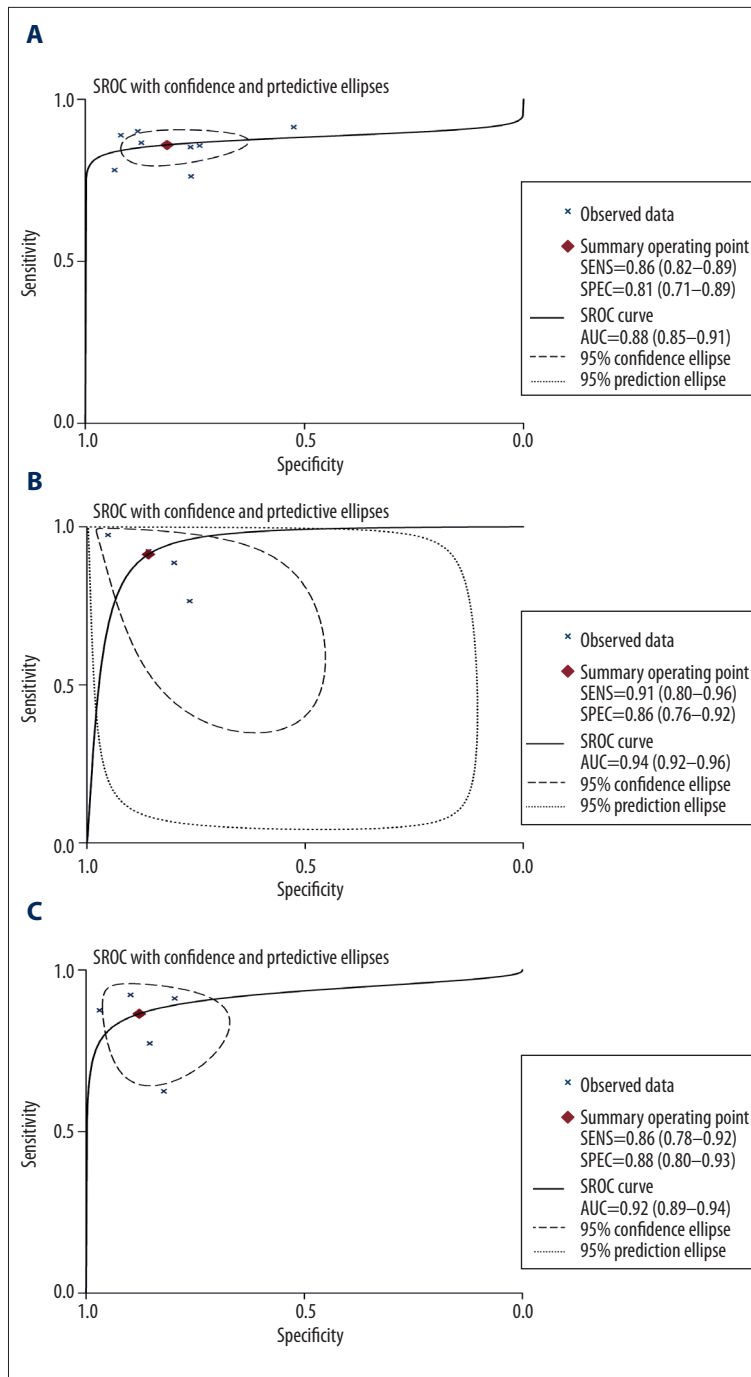 A
SROC with confidence and prtedictive ellipses
1.0
Sensitivity
0.5
0.0
1.0
0.5
0.0
Specificity
Observed data
Summary operating point
SENS=0.86 (0.82–0.89)
SPEC=0.81 (0.71–0.89)
SROC curve
AUC=0.88 (0.85–0.91)
95% confidence ellipse
95% prediction ellipse
B
SROC with confidence and prtedictive ellipses
1.0
Sensitivity
0.5
0.0
1.0
0.5
0.0
Specificity
Observed data
Summary operating point
SENS=0.91 (0.80–0.96)
SPEC=0.86 (0.76–0.92)
SROC curve
AUC=0.94 (0.92–0.96)
95% confidence ellipse
95% prediction ellipse
C
SROC with confidence and prtedictive ellipses
1.0
Sensitivity
0.5
0.0
1.0
0.5
0.0
Specificity
Observed data
Summary operating point
SENS=0.86 (0.78–0.92)
SPEC=0.88 (0.80–0.93)
SROC curve
AUC=0.92 (0.89–0.94)
95% confidence ellipse
95% prediction ellipse